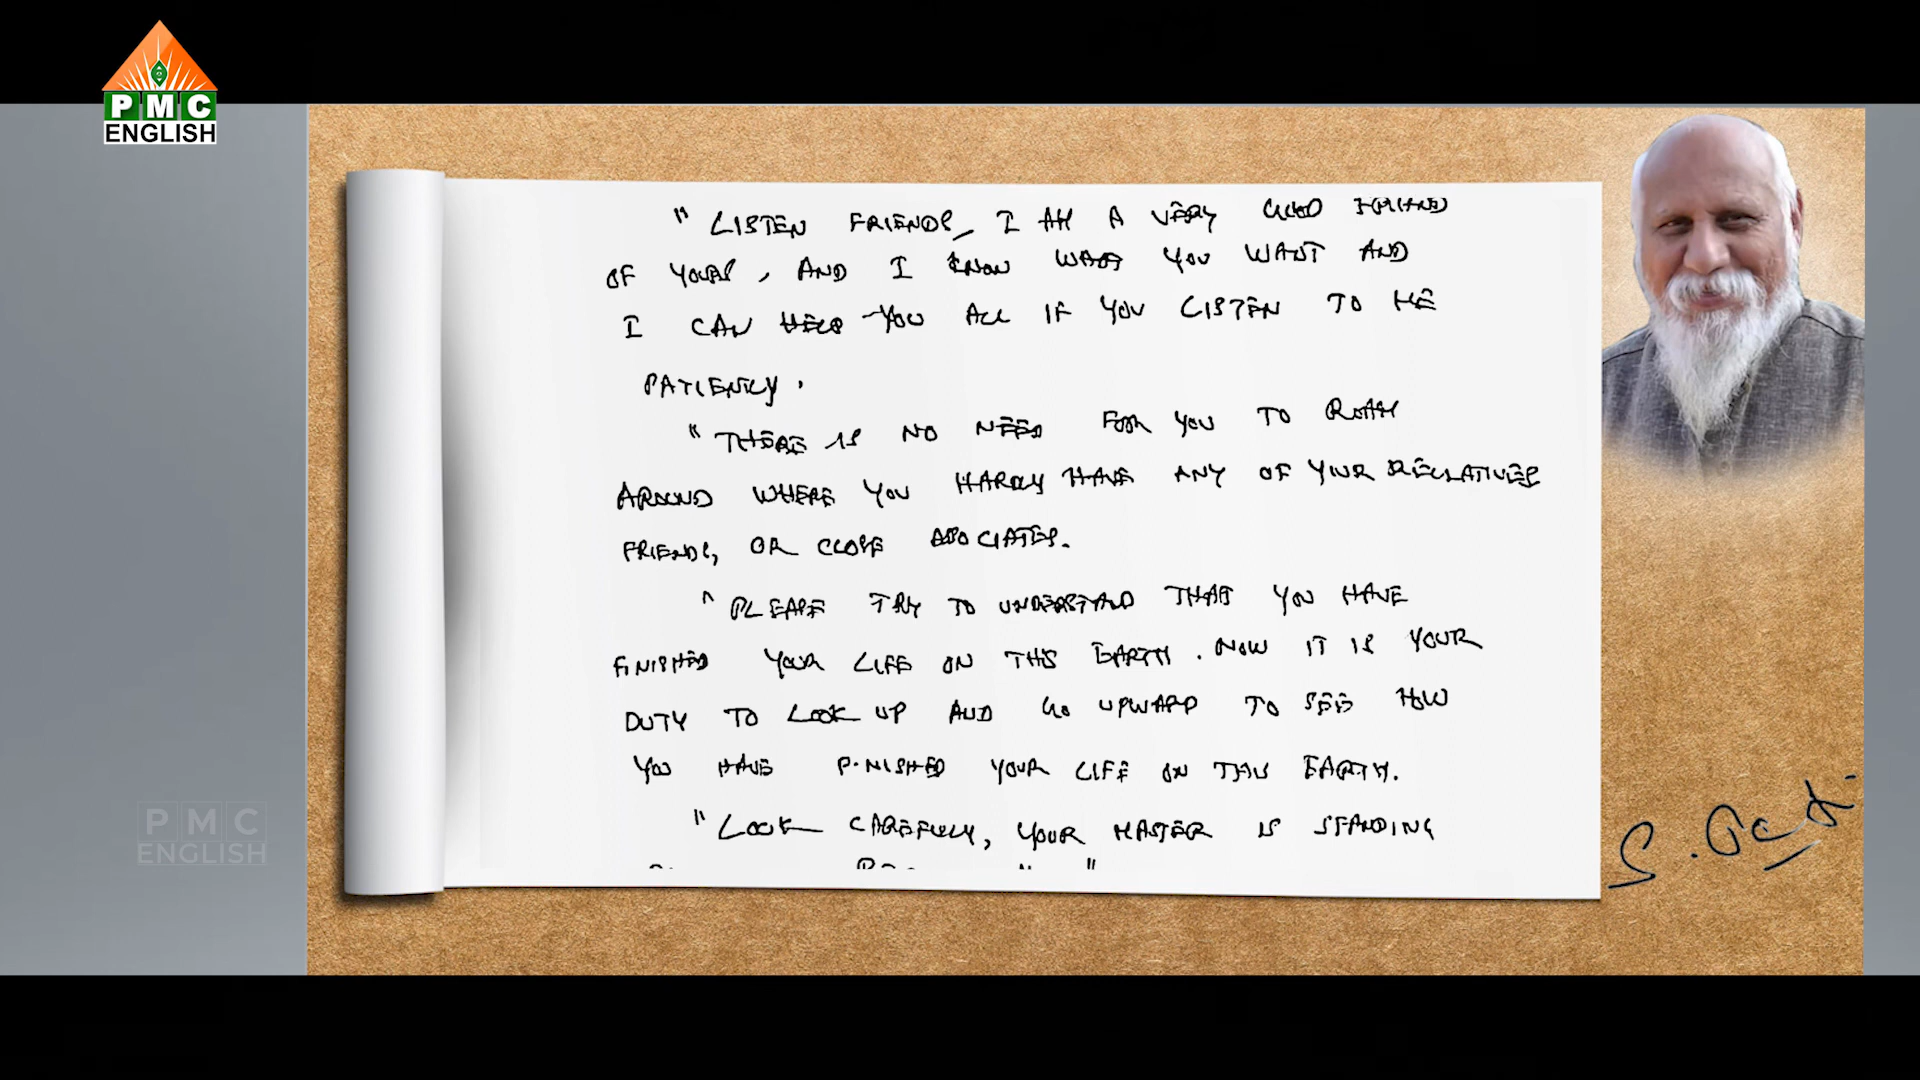 PMC
ENGLISH
" LISTEN FRIENDS, I AM A VERY GOOD FRIEND
OF YOURS, AND I KNOW WHAT YOU WANT AND
I CAN HELP YOU ALL IF YOU LISTEN TO ME
PATIENLY.
" THERE IS NO NEED FOR YOU TO ROAM
AROUND WHERE YOU HARDLY HAVE ANY OF YOUR RELATIVES
FRIENDS, OR CLOSE ASOCIATES.
" PLEASE TRY TO UNDERSTAND THAT YOU HAVE
FINISHED YOUR LIFE ON THIS EARTH. NOW IT IS YOUR
DUTY TO LOOK UP AND GO UPWARD TO SEE HOW
YOU HAVE FINISHED YOUR LIFE ON THIS EARTH.
" LOOK CAREFULLY, YOUR MASTER IS STANDING
PMC
ENGLISH